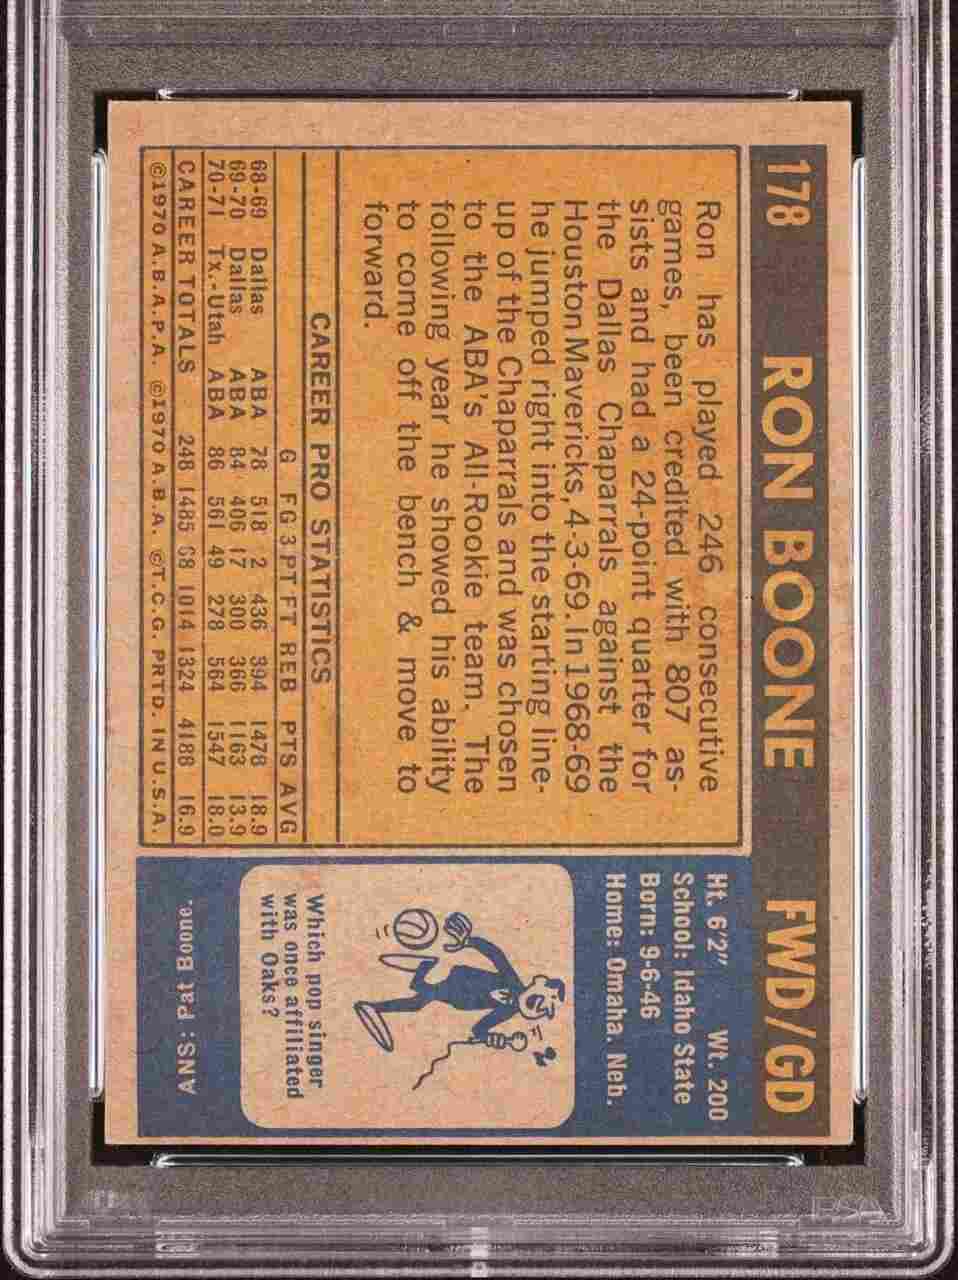 178 RON BOONE FWD/GD
Ron has played 246 consecutive
games, been credited with 807 as-
sists and had a 24-point quarter for
the Dallas Chaparrals against the
Houston Mavericks, 4-3-69. In 1968-69
he jumped right into the starting line-
up of the Chaparrals and was chosen
to the ABA's All-Rookie team. The
following year he showed his ability
to come off the bench & move to
forward.
CAREER PRO STATISTICS
G FG 3PT FT REB PTS AVG
68-69 Dallas ABA 78 518 2 436 394 1478 18.9
69-70 Dallas ABA 84 406 17 300 366 1163 13.9
70-71 Tx.-Utah ABA 86 561 49 278 564 1547 18.0
CAREER TOTALS 248 1485 68 1014 1324 4188 16.9
©1970 A.B.A.P.A. ©1970 A.B.A. ©T.C.G. PRTD. IN U.S.A.
Ht. 6'2" Wt. 200
School: Idaho State
Born: 9-6-46
Home: Omaha. Neb.
Which pop singer
was once affiliated
with Oaks?
ANS: Pat Boone.
PSA